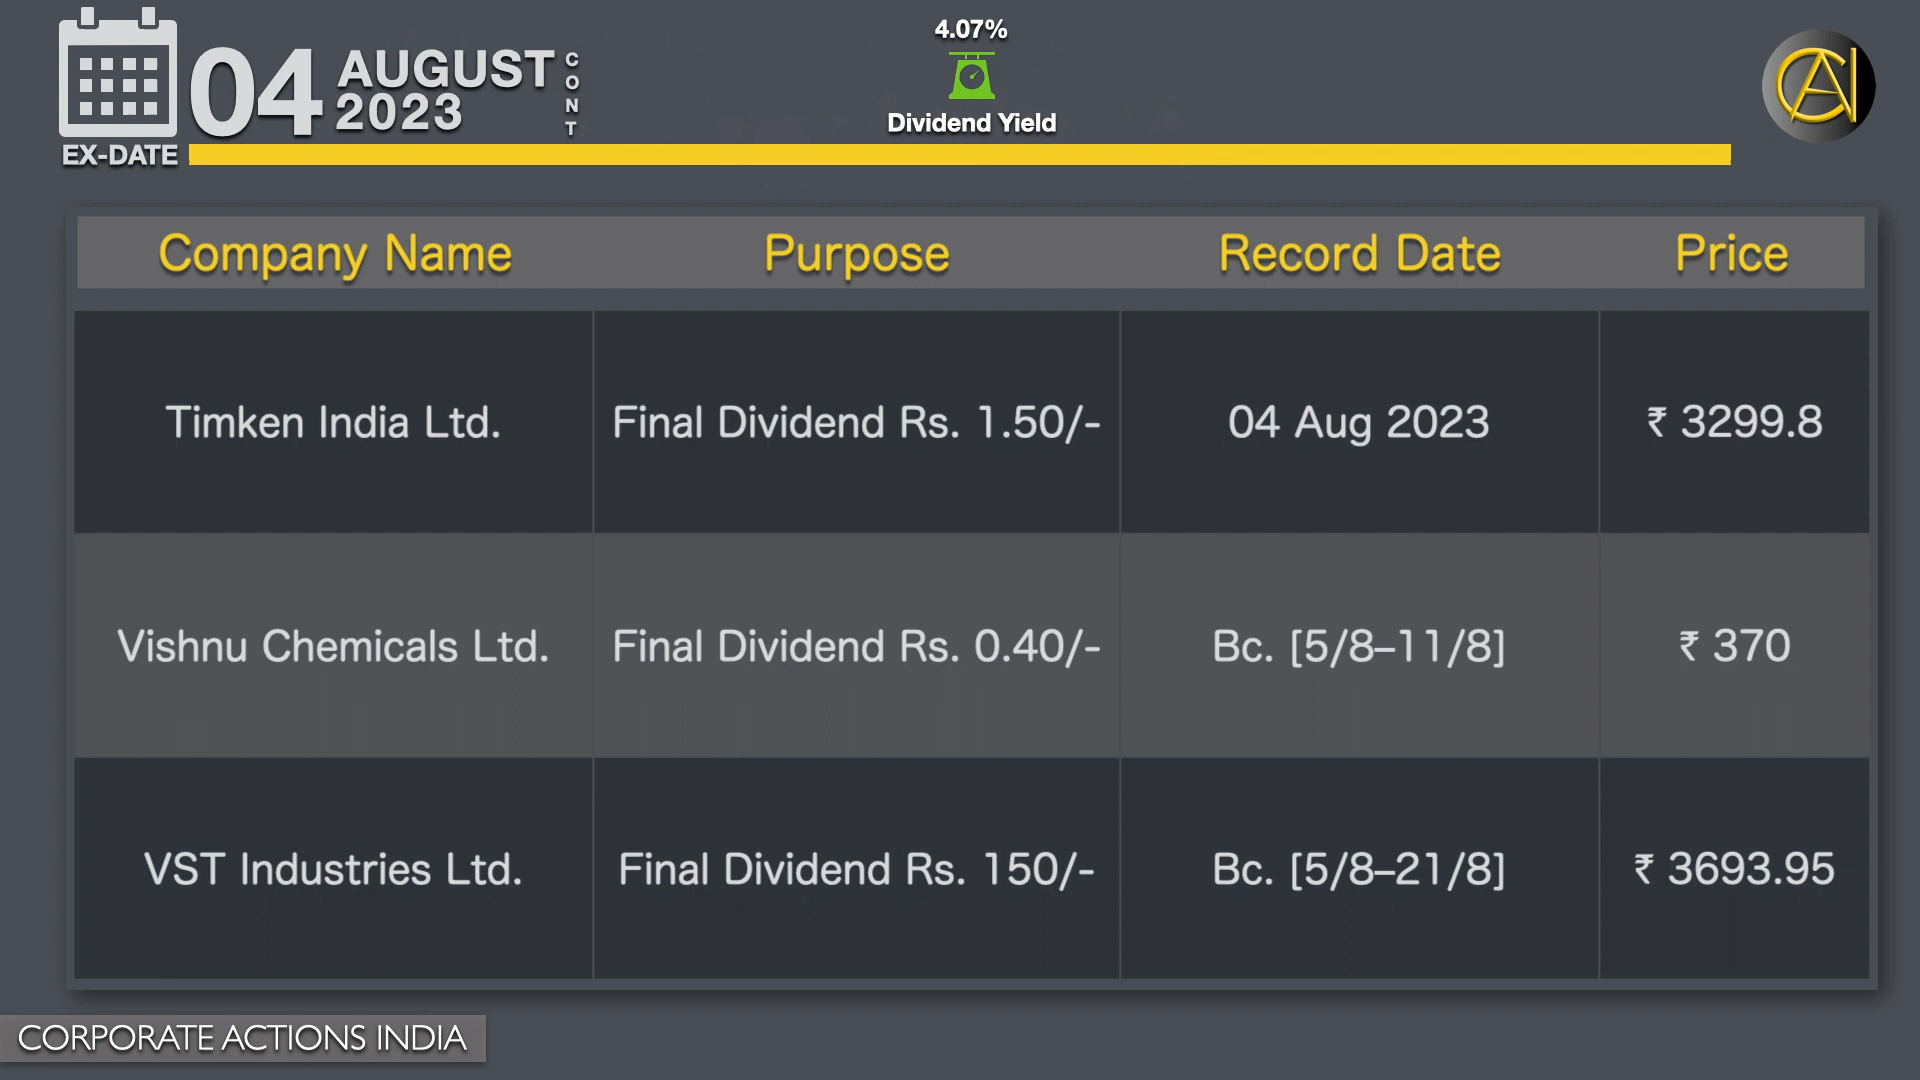 04 AUGUST
2023
CONT
EX-DATE
4.07%
Dividend Yield
CAI
Company Name Purpose Record Date Price
Timken India Ltd. Final Dividend Rs. 1.50/- 04 Aug 2023 ₹ 3299.8
Vishnu Chemicals Ltd. Final Dividend Rs. 0.40/- Bc. [5/8–11/8] ₹ 370
VST Industries Ltd. Final Dividend Rs. 150/- Bc. [5/8–21/8] ₹ 3693.95
CORPORATE ACTIONS INDIA